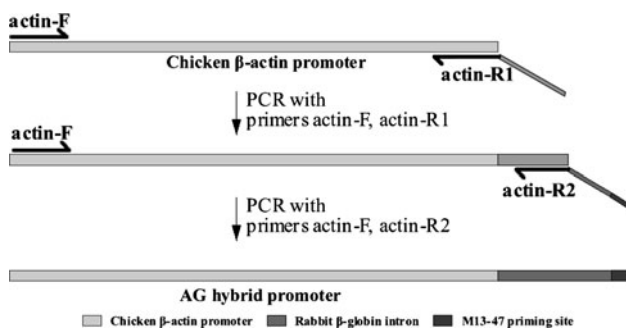 actin-F
Chicken β-actin promoter
actin-R1
PCR with
primers actin-F, actin-R1
actin-F
actin-R2
PCR with
primers actin-F, actin-R2
AG hybrid promoter
Chicken β-actin promoter
Rabbit β-globin intron
M13-47 priming site